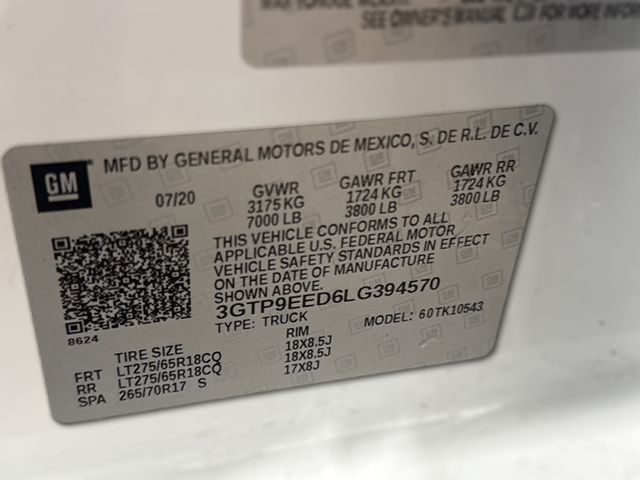 SEE OWNER'S MANUAL FOR MORE INFOR
GM
MFD BY GENERAL MOTORS DE MEXICO, S. DE R.L. DE C.V.
07/20 GVWR GAWR FRT GAWR RR
3175 KG 1724 KG 1724 KG
7000 LB 3800 LB 3800 LB
THIS VEHICLE CONFORMS TO ALL
APPLICABLE U.S. FEDERAL MOTOR
VEHICLE SAFETY STANDARDS IN EFFECT
ON THE DATE OF MANUFACTURE
SHOWN ABOVE.
3GTP9EED6LG394570
8624
TYPE: TRUCK MODEL: 60TK10543
TIRE SIZE RIM
FRT LT275/65R18CQ 18X8.5J
RR LT275/65R18CQ 18X8.5J
SPA 265/70R17 S 17X8J